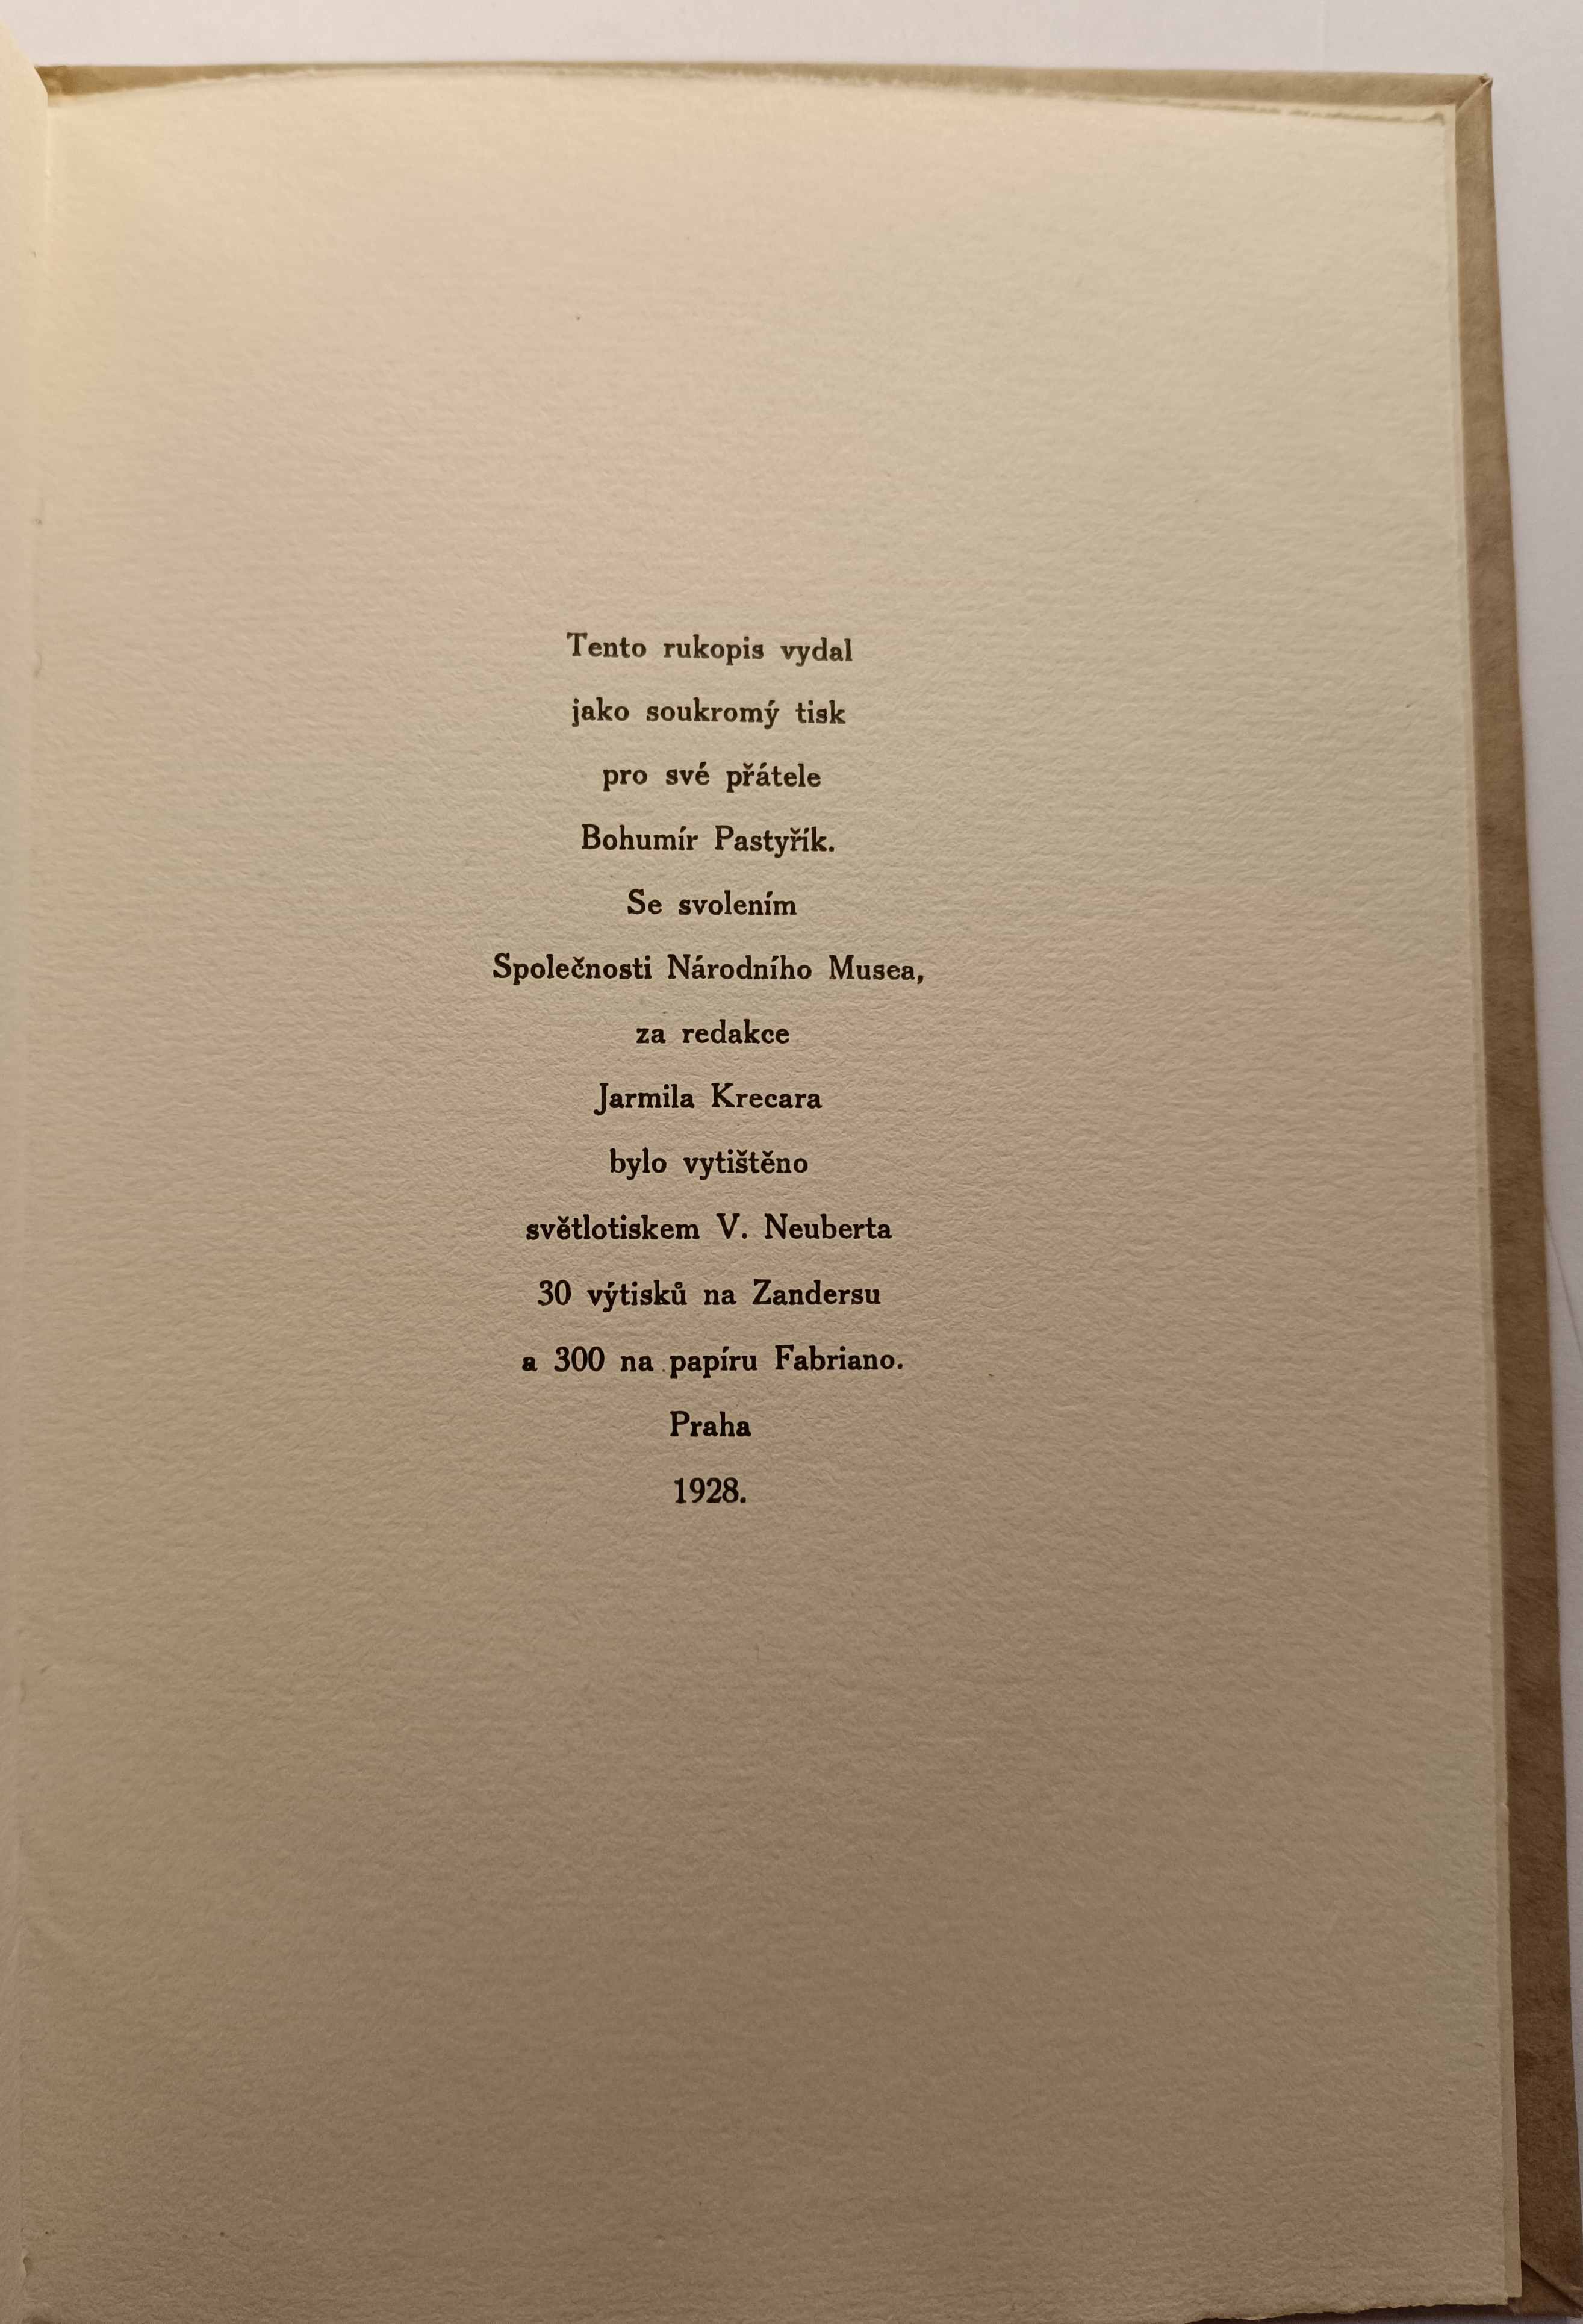 Tento rukopis vydal
jako soukromý tisk
pro své přátele
Bohumír Pastyřík.
Se svolením
Společnosti Národního Musea,
za redakce
Jarmila Krecara
bylo vytištěno
světlotiskem V. Neuberta
30 výtisků na Zandersu
a 300 na papíru Fabriano.
Praha
1928.